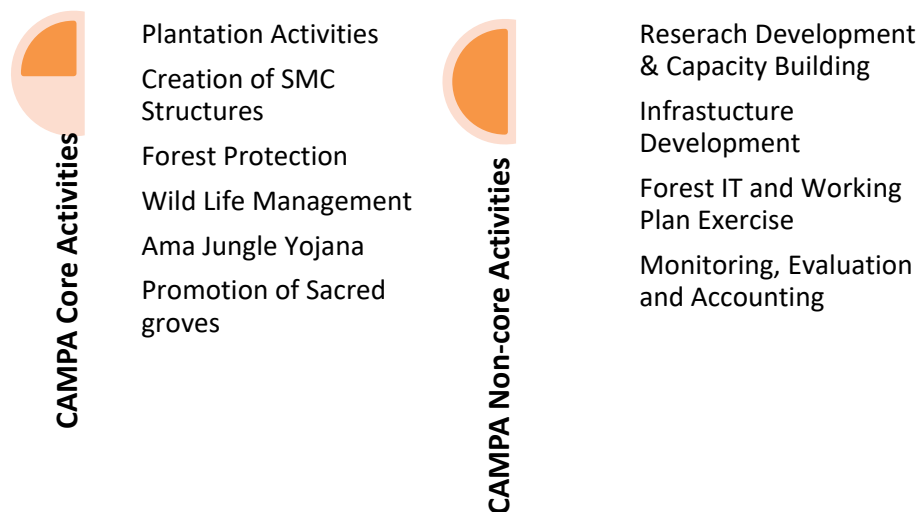 CAMPA Core Activities
Plantation Activities
Creation of SMC
Structures
Forest Protection
Wild Life Management
Ama Jungle Yojana
Promotion of Sacred
groves
CAMPA Non-core Activities
Reserach Development
& Capacity Building
Infrastucture
Development
Forest IT and Working
Plan Exercise
Monitoring, Evaluation
and Accounting